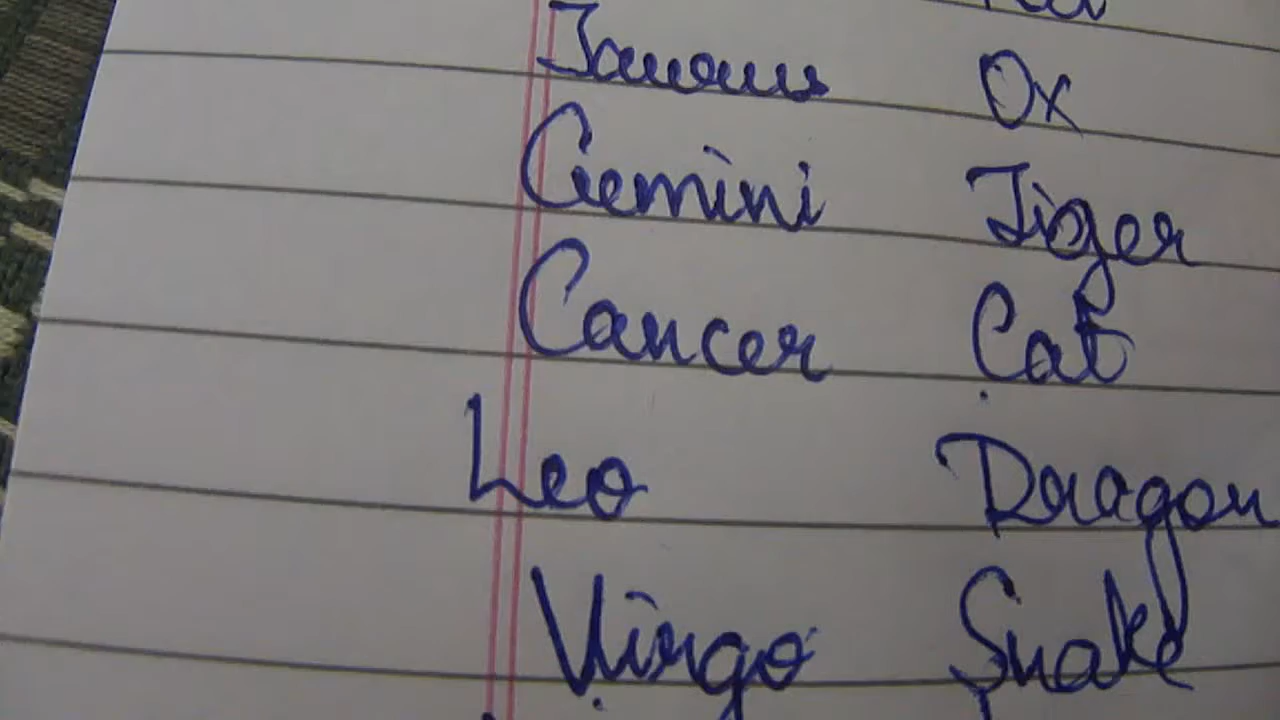 Taurus Ox
Gemini Tiger
Cancer Cat
Leo Dragon
Virgo Snake